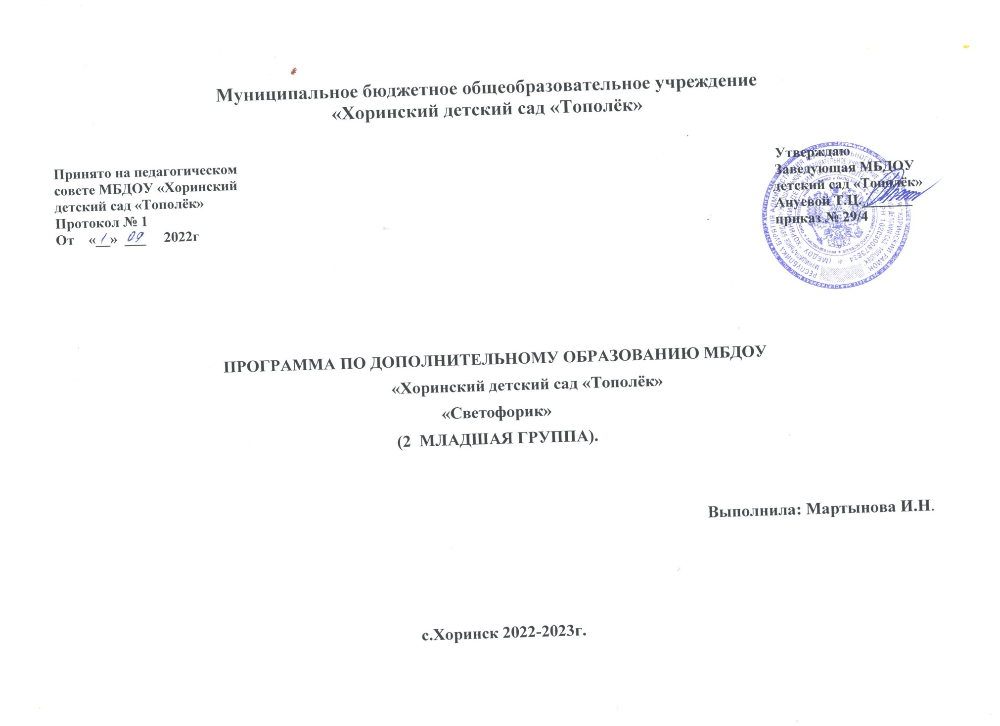 Муниципальное бюджетное общеобразовательное учреждение
«Хоринский детский сад «Тополёк»
Принято на педагогическом
совете МБДОУ «Хоринский
детский сад «Тополёк»
Протокол № 1
От «1» 09 2022г
Утверждаю
Заведующая МБДОУ
детский сад «Тополёк»
Ануевой Т.Ц.
приказ № 29/4
ПРОГРАММА ПО ДОПОЛНИТЕЛЬНОМУ ОБРАЗОВАНИЮ МБДОУ
«Хоринский детский сад «Тополёк»
«Светофорик»
(2 МЛАДШАЯ ГРУППА).
Выполнила: Мартынова И.Н.
с.Хоринск 2022-2023г.